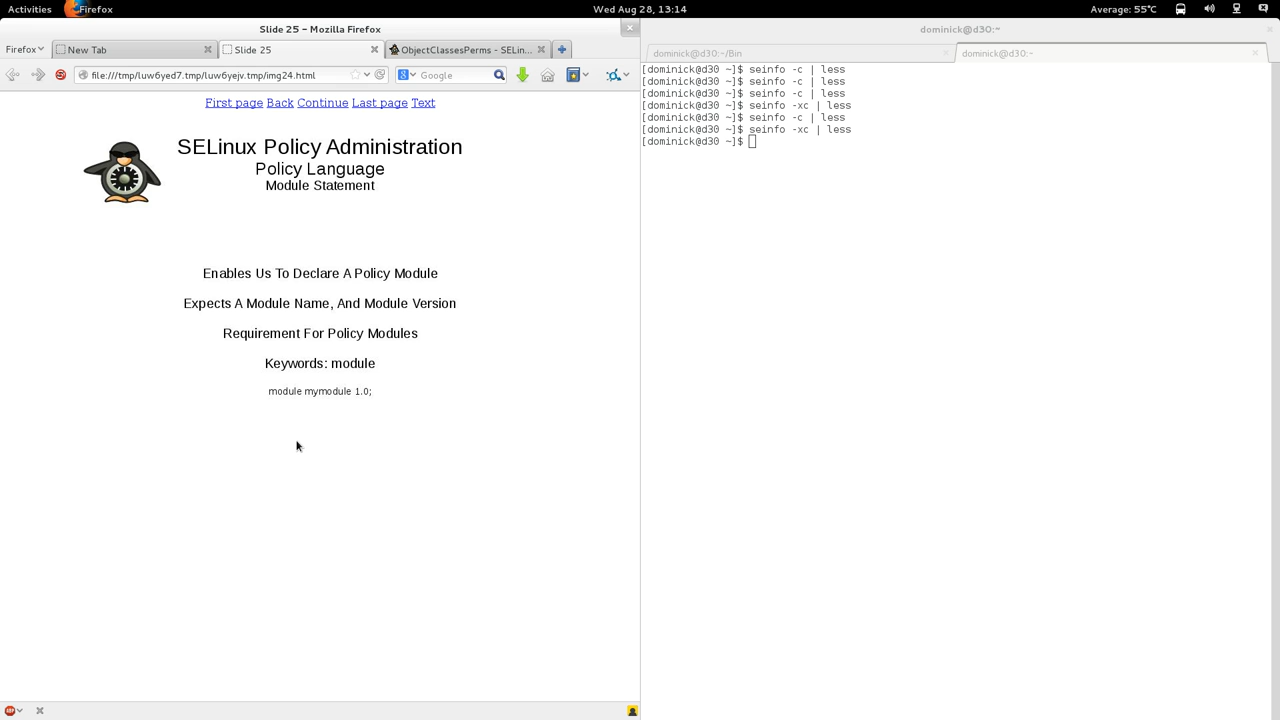 Activities
Firefox
Wed Aug 28, 13:14
Average: 55°C
Slide 25 - Mozilla Firefox
Firefox
New Tab
Slide 25
ObjectClassesPerms - SELin...
file:///tmp/luw6yed7.tmp/luw6yejv.tmp/img24.html
Google
First page Back Continue Last page Text
SELinux Policy Administration
Policy Language
Module Statement
Enables Us To Declare A Policy Module
Expects A Module Name, And Module Version
Requirement For Policy Modules
Keywords: module
module mymodule 1.0;
dominick@d30:~
dominick@d30:~/Bin
dominick@d30:~
[dominick@d30 ~]$ seinfo -c | less
[dominick@d30 ~]$ seinfo -c | less
[dominick@d30 ~]$ seinfo -c | less
[dominick@d30 ~]$ seinfo -xc | less
[dominick@d30 ~]$ seinfo -c | less
[dominick@d30 ~]$ seinfo -xc | less
[dominick@d30 ~]$